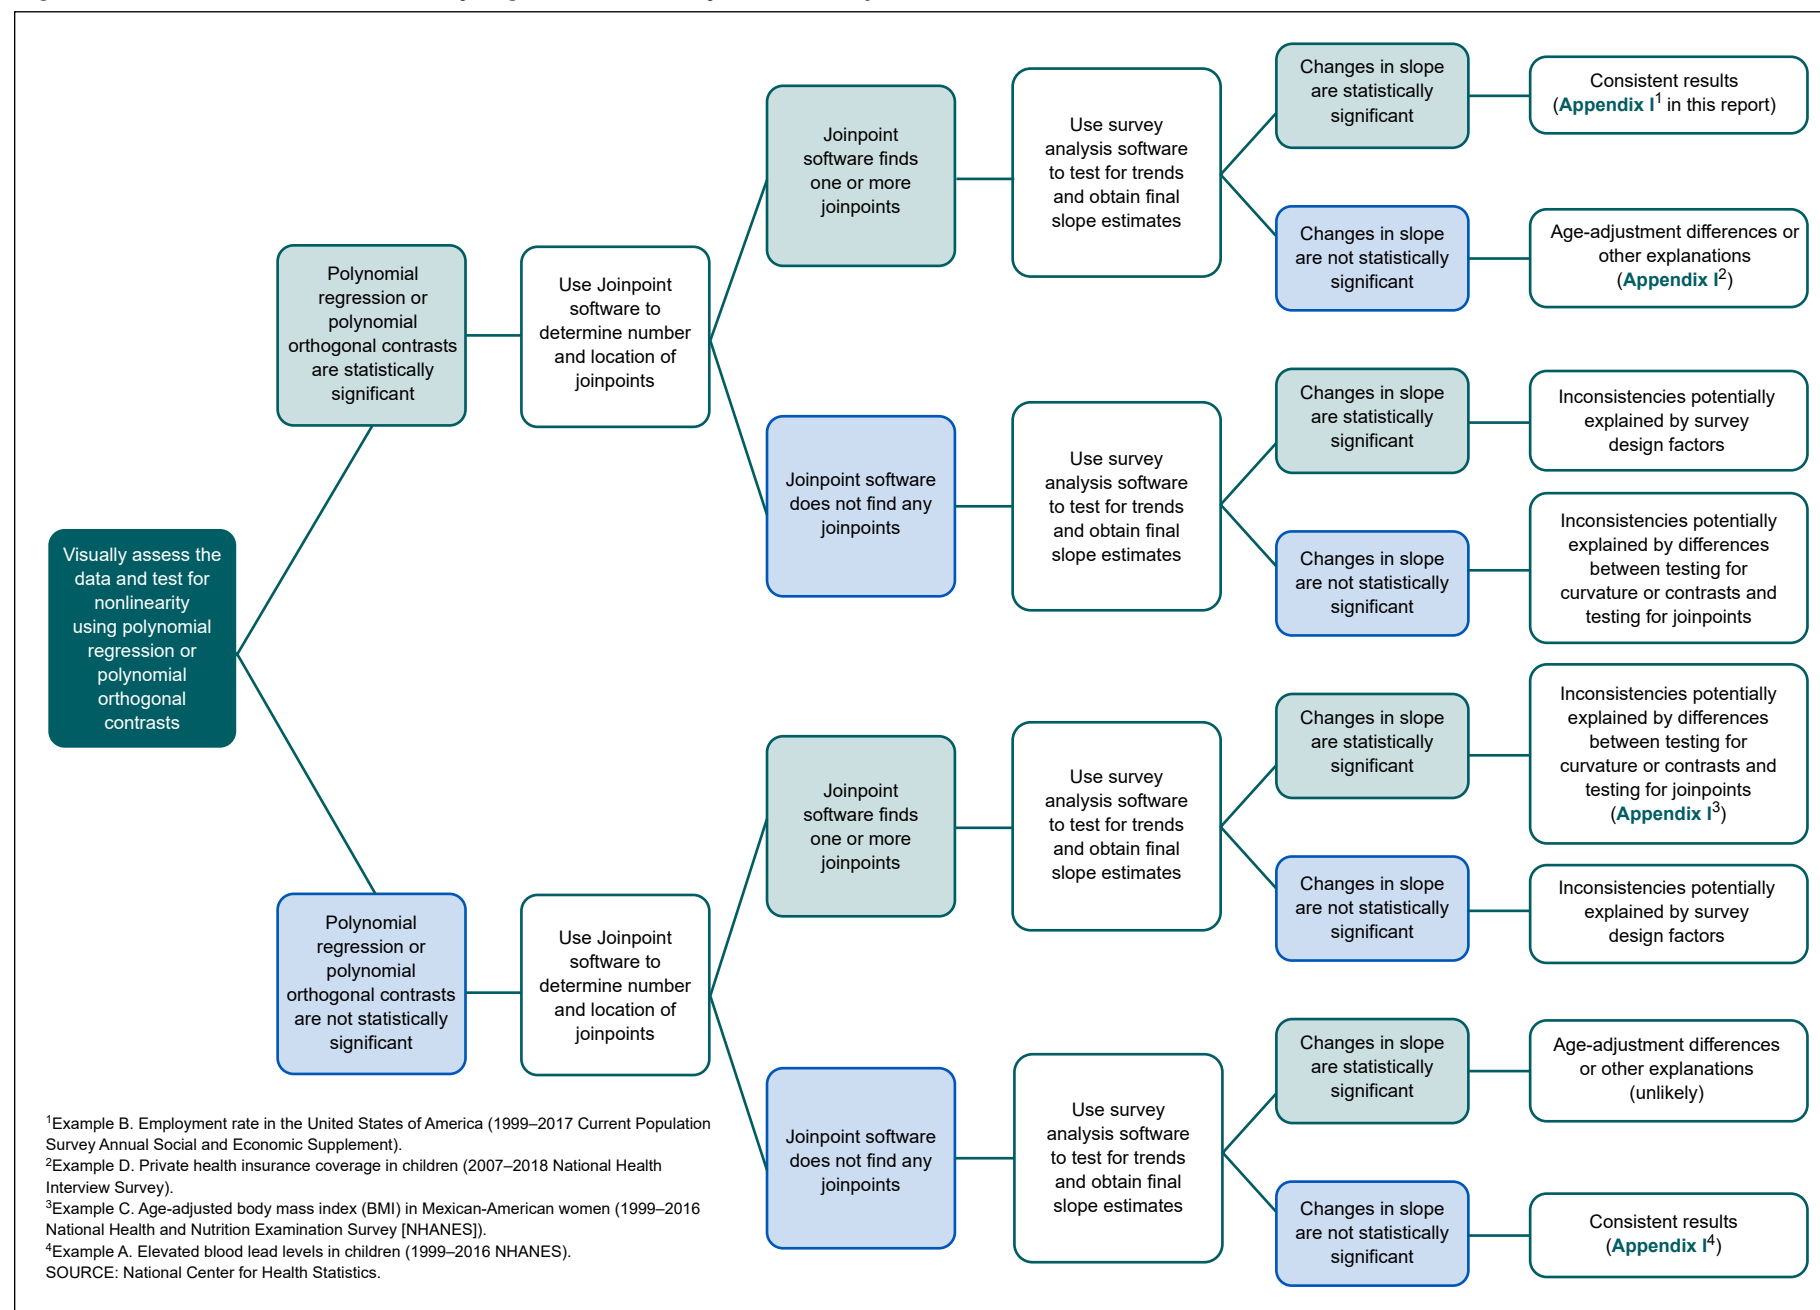 Visually assess the
data and test for
nonlinearity
using polynomial
regression or
polynomial
orthogonal
contrasts
Polynomial
regression or
polynomial
orthogonal contrasts
are statistically
significant
Use Joinpoint
software to
determine number
and location of
joinpoints
Joinpoint
software finds
one or more
joinpoints
Use survey
analysis software
to test for trends
and obtain final
slope estimates
Changes in slope
are statistically
significant
Consistent results
(Appendix I1 in this report)
Changes in slope
are not statistically
significant
Age-adjustment differences or
other explanations
(Appendix I2)
Joinpoint software
does not find any
joinpoints
Use survey
analysis software
to test for trends
and obtain final
slope estimates
Changes in slope
are statistically
significant
Inconsistencies potentially
explained by survey
design factors
Changes in slope
are not statistically
significant
Inconsistencies potentially
explained by differences
between testing for
curvature or contrasts and
testing for joinpoints
Polynomial
regression or
polynomial
orthogonal contrasts
are not statistically
significant
Use Joinpoint
software to
determine number
and location of
joinpoints
Joinpoint
software finds
one or more
joinpoints
Use survey
analysis software
to test for trends
and obtain final
slope estimates
Changes in slope
are statistically
significant
Inconsistencies potentially
explained by differences
between testing for
curvature or contrasts and
testing for joinpoints
(Appendix I3)
Changes in slope
are not statistically
significant
Inconsistencies potentially
explained by survey
design factors
Joinpoint software
does not find any
joinpoints
Use survey
analysis software
to test for trends
and obtain final
slope estimates
Changes in slope
are statistically
significant
Age-adjustment differences
or other explanations
(unlikely)
Changes in slope
are not statistically
significant
Consistent results
(Appendix I4)
1Example B. Employment rate in the United States of America (1999–2017 Current Population
Survey Annual Social and Economic Supplement).
2Example D. Private health insurance coverage in children (2007–2018 National Health
Interview Survey).
3Example C. Age-adjusted body mass index (BMI) in Mexican-American women (1999–2016
National Health and Nutrition Examination Survey [NHANES]).
4Example A. Elevated blood lead levels in children (1999–2016 NHANES).
SOURCE: National Center for Health Statistics.